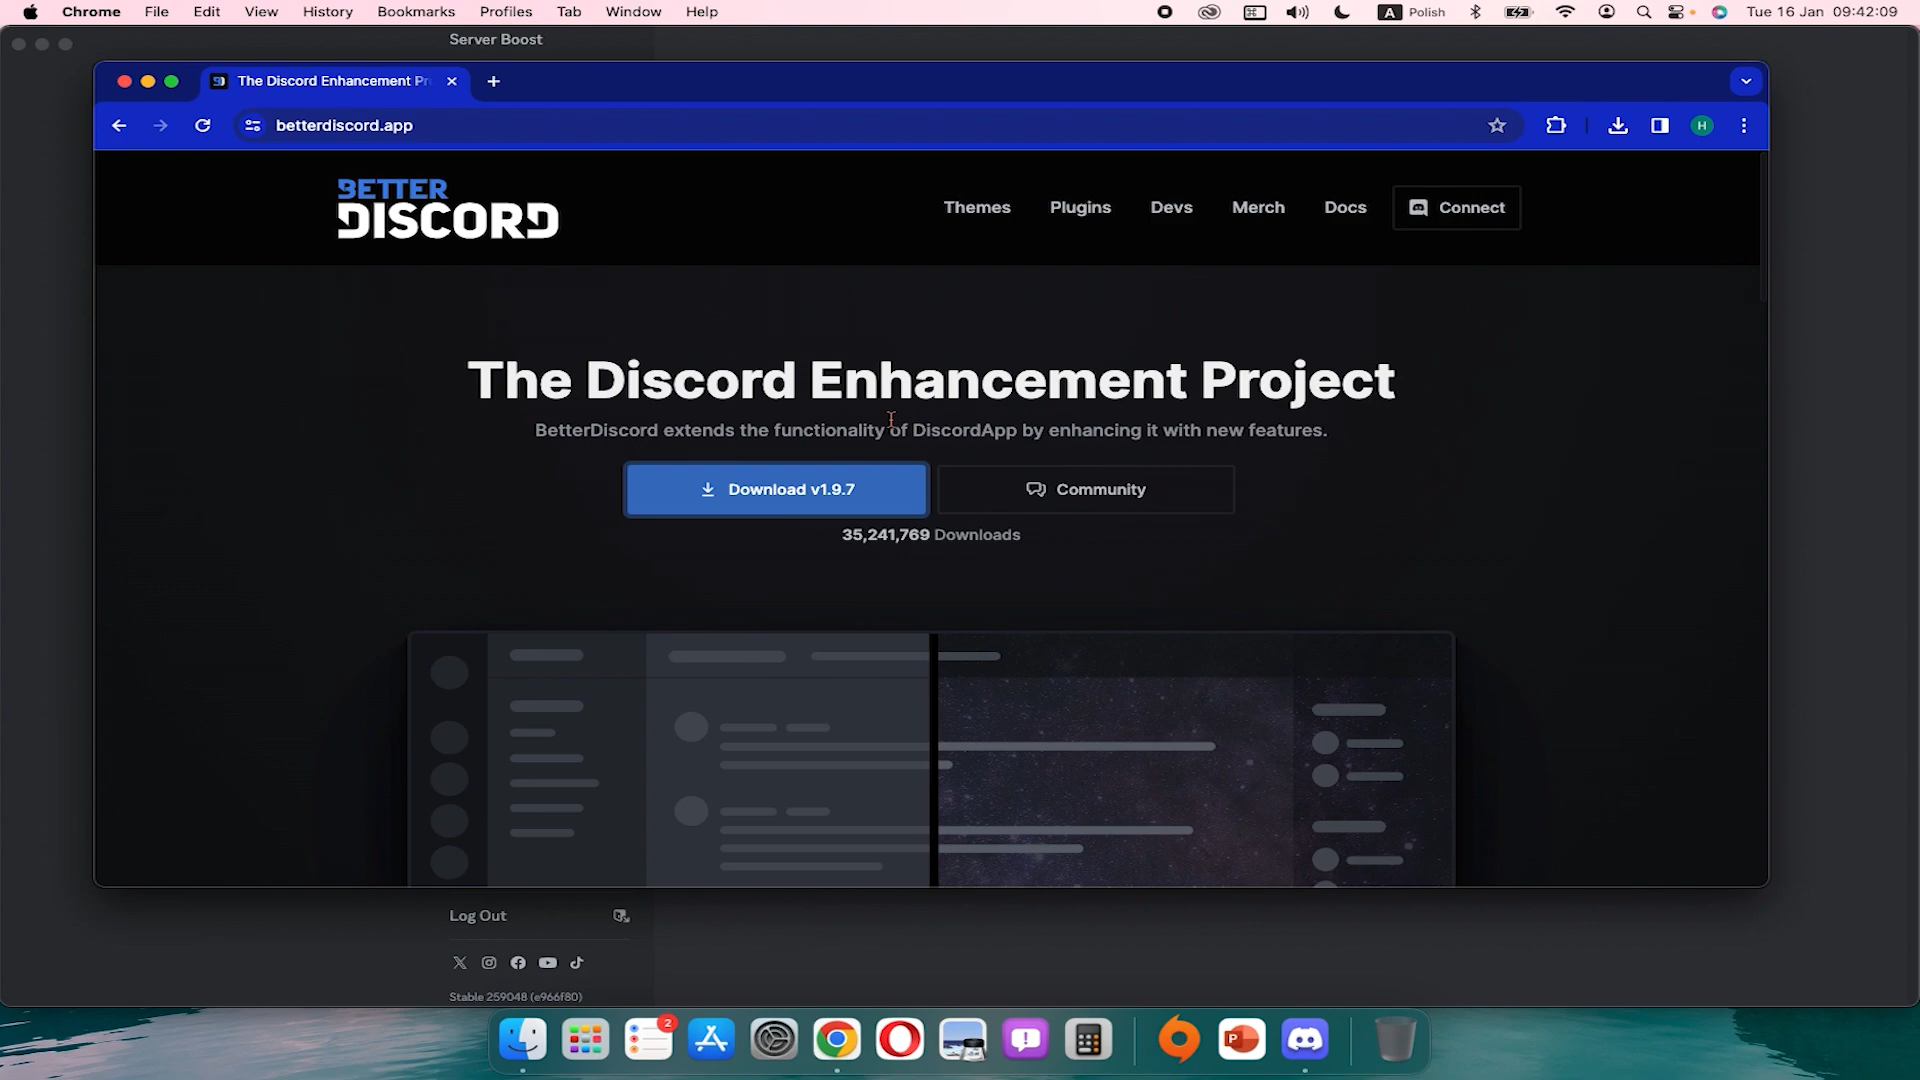 Chrome File Edit View History Bookmarks Profiles Tab Window Help A Polish Tue 16 Jan 09:42:09
Server Boost
The Discord Enhancement Pr
betterdiscord.app H
BETTER
DISCORD
Themes Plugins Devs Merch Docs Connect
The Discord Enhancement Project
BetterDiscord extends the functionality of DiscordApp by enhancing it with new features.
Download v1.9.7 Community
35,241,769 Downloads
Log Out
Stable 259048 (e966f80)
2